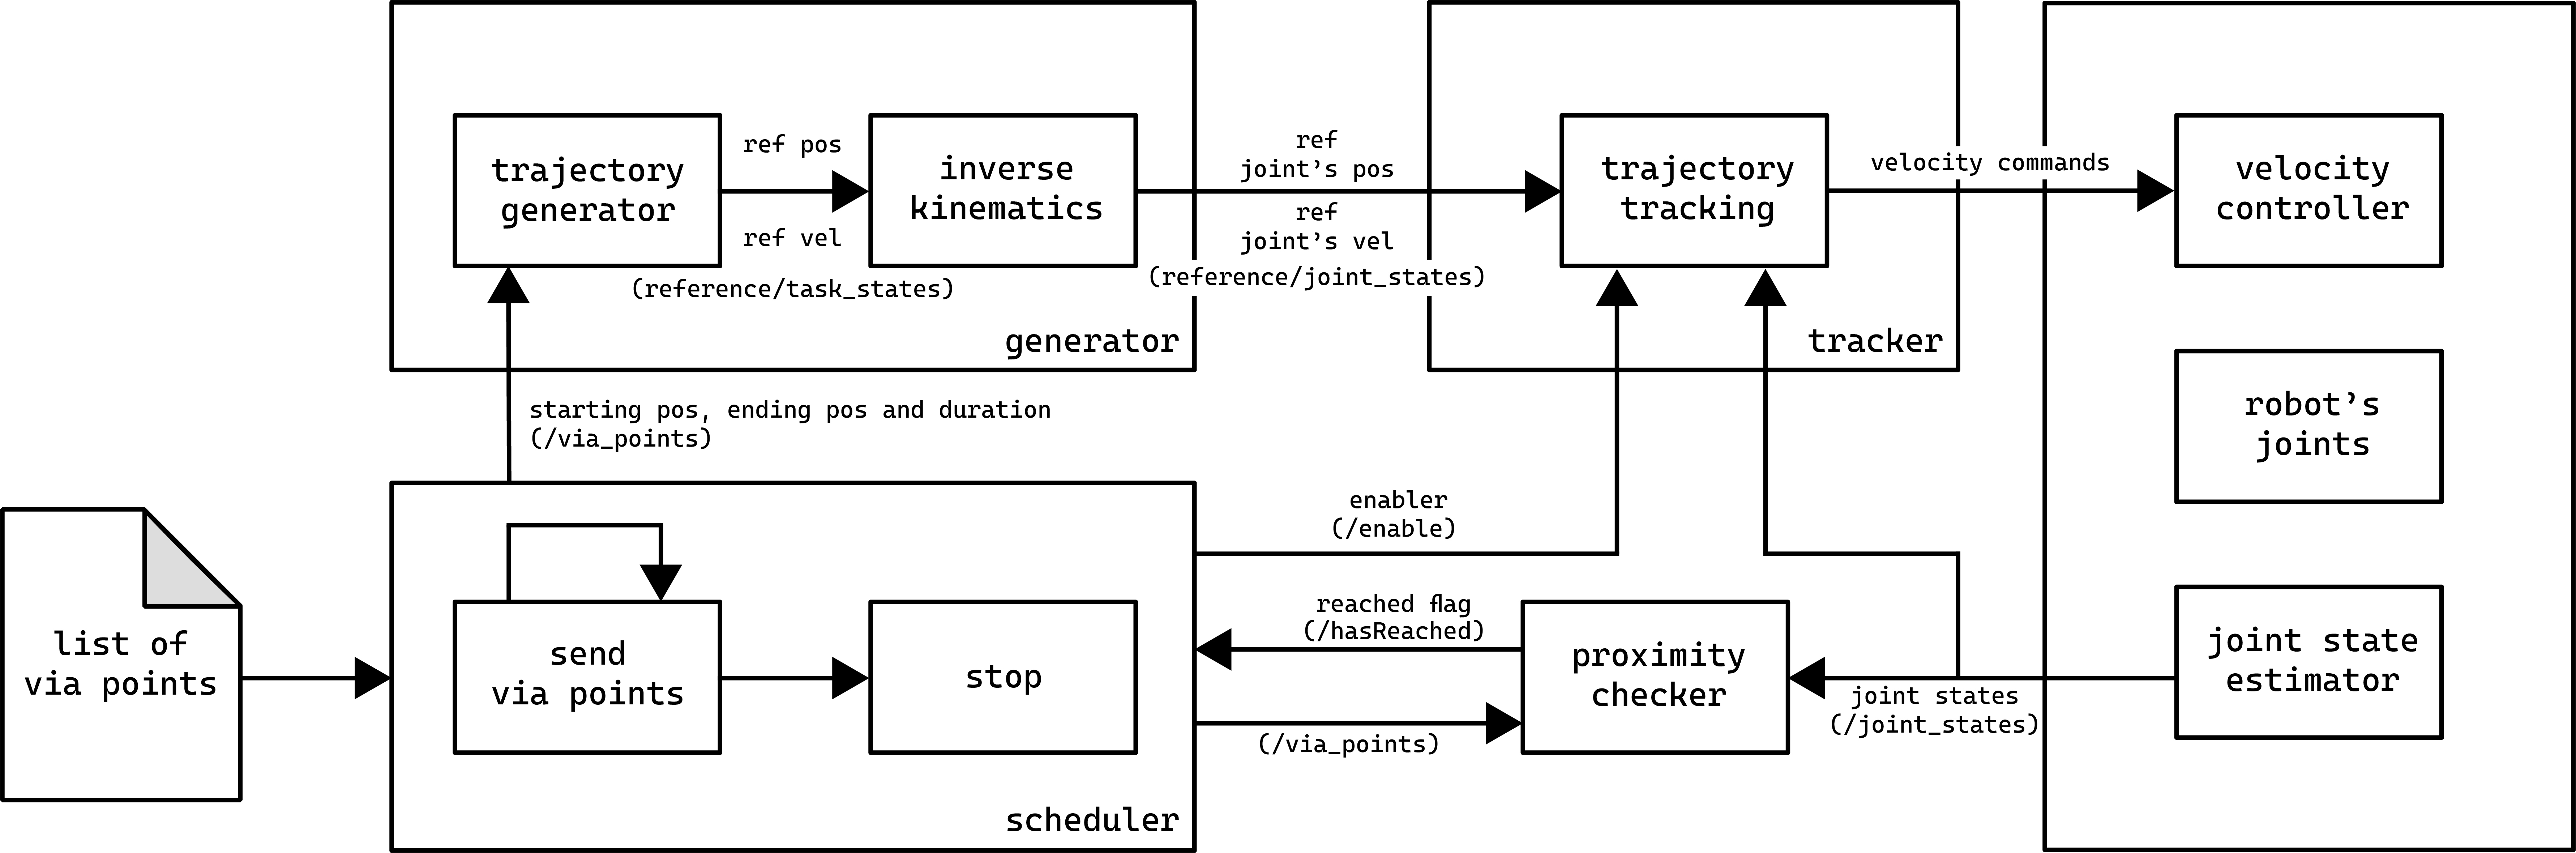 trajectory
generator
ref pos
ref vel
(reference/task_states)
inverse
kinematics
generator
ref
joint’s pos
ref
joint’s vel
(reference/joint_states)
trajectory
tracking
tracker
velocity commands
velocity
controller
robot’s
joints
joint state
estimator
starting pos, ending pos and duration
(/via_points)
list of
via points
send
via points
stop
scheduler
enabler
(/enable)
reached flag
(/hasReached)
(/via_points)
proximity
checker
joint states
(/joint_states)